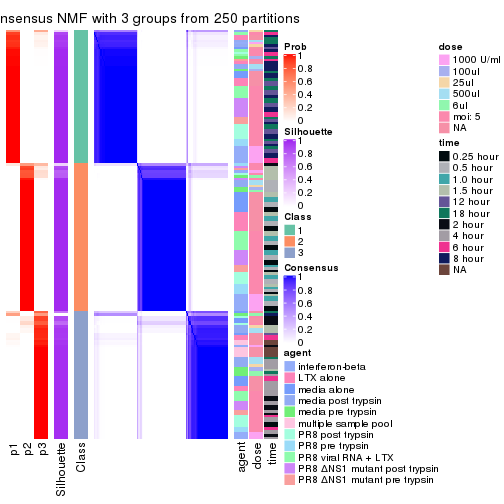 nsensus NMF with 3 groups from 250 partitions
Prob
1
0.8
0.6
0.4
0.2
0
Silhouette
1
0.8
0.6
0.4
0.2
0
Class
1
2
3
Consensus
1
0.8
0.6
0.4
0.2
0
agent
interferon-beta
LTX alone
media alone
media post trypsin
media pre trypsin
multiple sample pool
PR8 post trypsin
PR8 pre trypsin
PR8 viral RNA + LTX
PR8 ΔNS1 mutant post trypsin
PR8 ΔNS1 mutant pre trypsin
dose
1000 U/ml
100ul
25ul
500ul
6ul
moi: 5
NA
time
0.25 hour
0.5 hour
1.0 hour
1.5 hour
12 hour
18 hour
2 hour
4 hour
6 hour
8 hour
NA
p1
p2
p3
Silhouette
Class
agent
dose
time